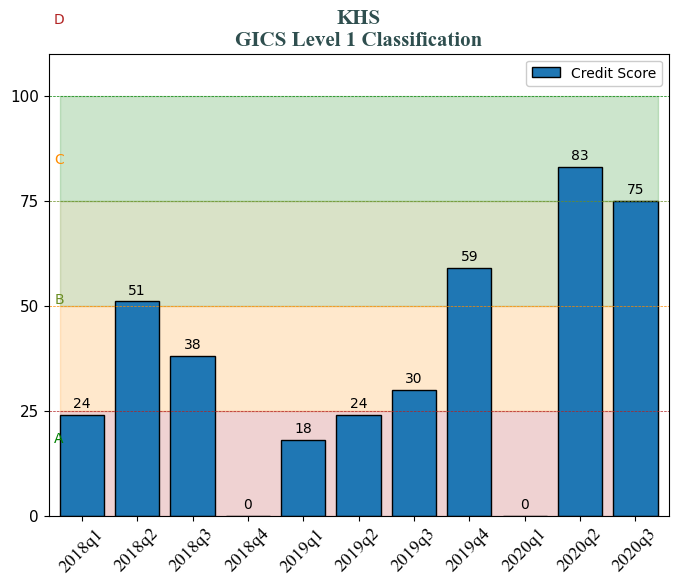 D
KHS
GICS Level 1 Classification
Credit Score
100
C
83
75
75
59
B
51
50
38
30
25
24
24
18
A
0
0
0
2018q1
2018q2
2018q3
2018q4
2019q1
2019q2
2019q3
2019q4
2020q1
2020q2
2020q3